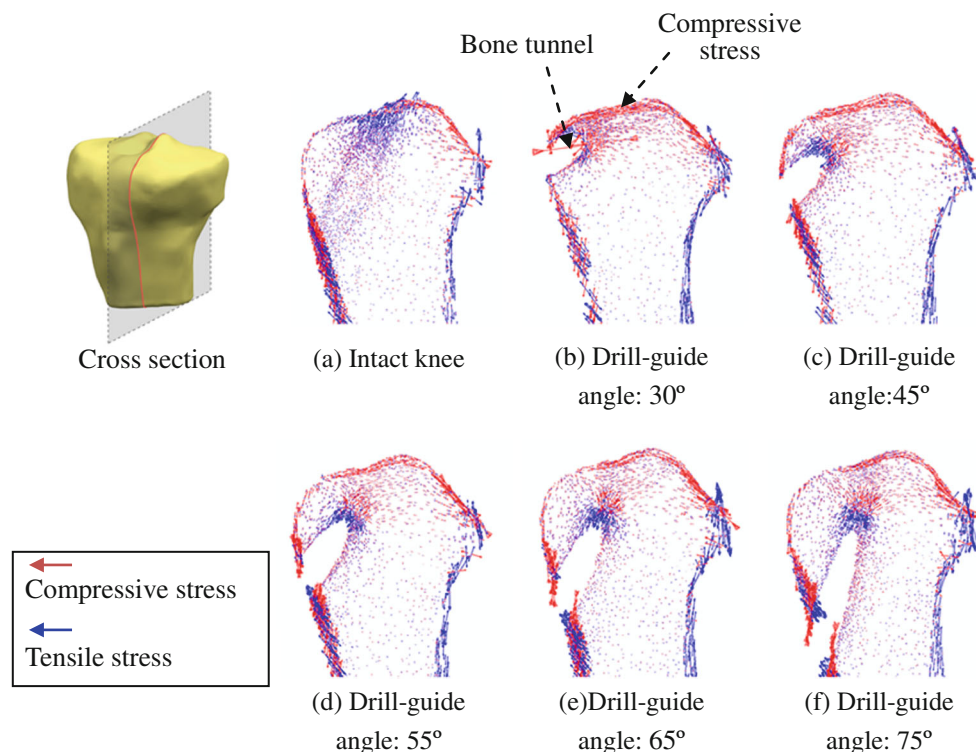 Bone tunnel
Compressive
stress
Cross section
(a) Intact knee
(b) Drill-guide
angle: 30º
(c) Drill-guide
angle:45º
Compressive stress
Tensile stress
(d) Drill-guide
angle: 55º
(e)Drill-guide
angle: 65º
(f) Drill-guide
angle: 75º